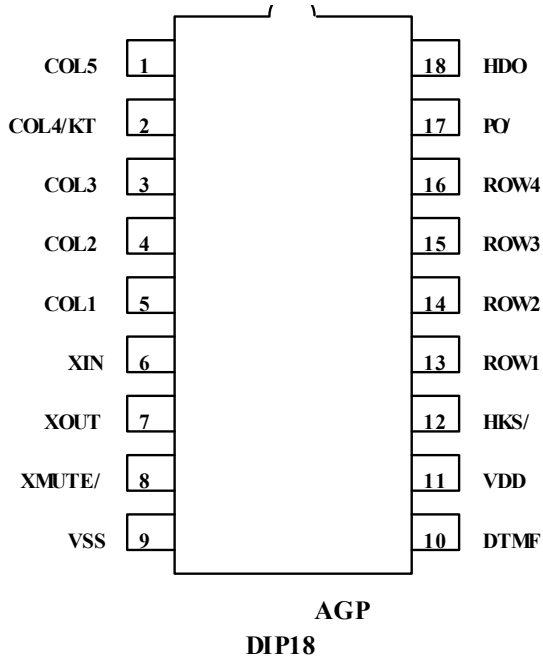 COL5 1 18 HDO
COL4/KT 2 17 PO/
COL3 3 16 ROW4
COL2 4 15 ROW3
COL1 5 14 ROW2
XIN 6 13 ROW1
XOUT 7 12 HKS/
XMUTE/ 8 11 VDD
VSS 9 10 DTMF
AGP
DIP18